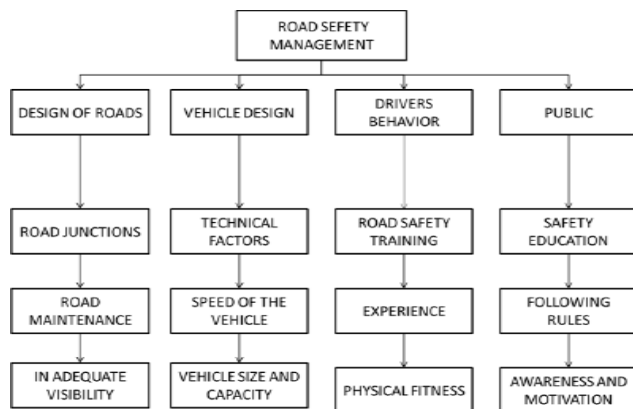 ROAD SEFETY
MANAGEMENT
DESIGN OF ROADS
VEHICLE DESIGN
DRIVERS
BEHAVIOR
PUBLIC
ROAD JUNCTIONS
TECHNICAL
FACTORS
ROAD SAFETY
TRAINING
SAFETY
EDUCATION
ROAD
MAINTENANCE
SPEED OF THE
VEHICLE
EXPERIENCE
FOLLOWING
RULES
IN ADEQUATE
VISIBILITY
VEHICLE SIZE AND
CAPACITY
PHYSICAL FITNESS
AWARENESS AND
MOTIVATION